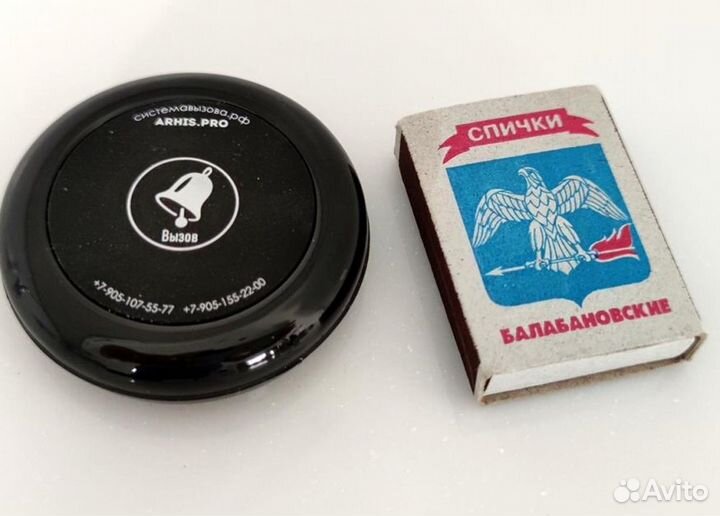 системавызова.рф
ARHIS.PRO
Вызов
+7-905-107-55-77 +7-905-155-22-00
СПИЧКИ
БАЛАБАНОВСКИЕ
Avito